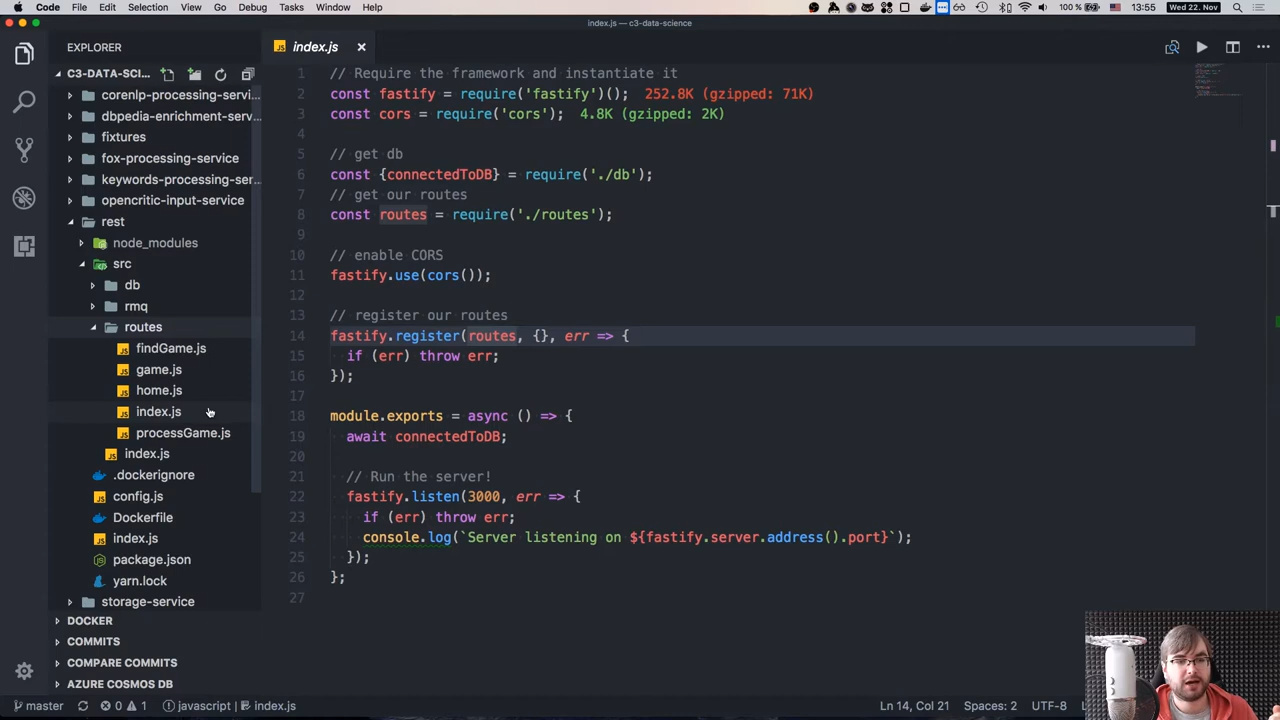 Code File Edit Selection View Go Debug Tasks Window Help 100 % 13:55 Wed 22. Nov
index.js — c3-data-science
EXPLORER
C3-DATA-SCI...
corenlp-processing-servi...
dbpedia-enrichment-serv...
fixtures
fox-processing-service
keywords-processing-ser...
opencritic-input-service
rest
node_modules
src
db
rmq
routes
findGame.js
game.js
home.js
index.js
processGame.js
index.js
.dockerignore
config.js
Dockerfile
index.js
package.json
yarn.lock
storage-service
DOCKER
COMMITS
COMPARE COMMITS
AZURE COSMOS DB
JS index.js
1 // Require the framework and instantiate it
2 const fastify = require('fastify')(); 252.8K (gzipped: 71K)
3 const cors = require('cors'); 4.8K (gzipped: 2K)
4
5 // get db
6 const {connectedToDB} = require('./db');
7 // get our routes
8 const routes = require('./routes');
9
10 // enable CORS
11 fastify.use(cors());
12
13 // register our routes
14 fastify.register(routes, {}, err => {
15 if (err) throw err;
16 });
17
18 module.exports = async () => {
19 await connectedToDB;
20
21 // Run the server!
22 fastify.listen(3000, err => {
23 if (err) throw err;
24 console.log(`Server listening on ${fastify.server.address().port}`);
25 });
26 };
27
master 0 1 javascript | index.js Ln 14, Col 21 Spaces: 2 UTF-8